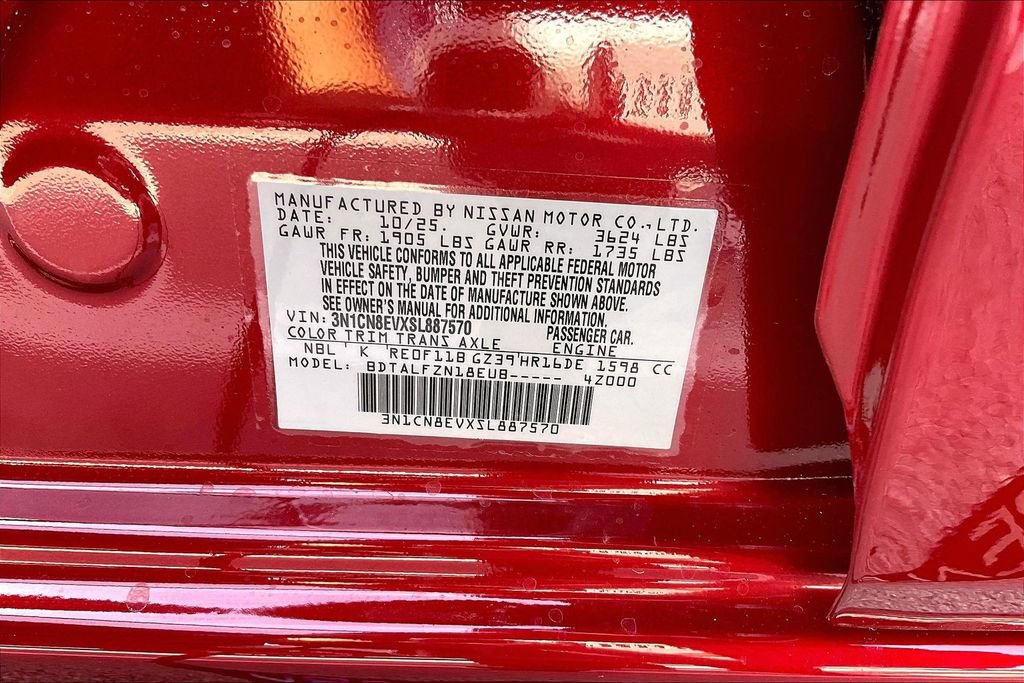 MANUFACTURED BY NISSAN MOTOR CO.,LTD.
DATE: 10/25. GVWR: 3624 LBS
GAWR FR: 1905 LBS GAWR RR: 1735 LBS
THIS VEHICLE CONFORMS TO ALL APPLICABLE FEDERAL MOTOR
VEHICLE SAFETY, BUMPER AND THEFT PREVENTION STANDARDS
IN EFFECT ON THE DATE OF MANUFACTURE SHOWN ABOVE.
SEE OWNER'S MANUAL FOR ADDITIONAL INFORMATION.
VIN: 3N1CN8EVXSL887570 PASSENGER CAR.
COLOR TRIM TRANS AXLE ENGINE
NBL K RE0F11B GZ39 HR16DE 1598 CC
MODEL: BDTALFZN18EUB----- 4Z000
3N1CN8EVXSL887570